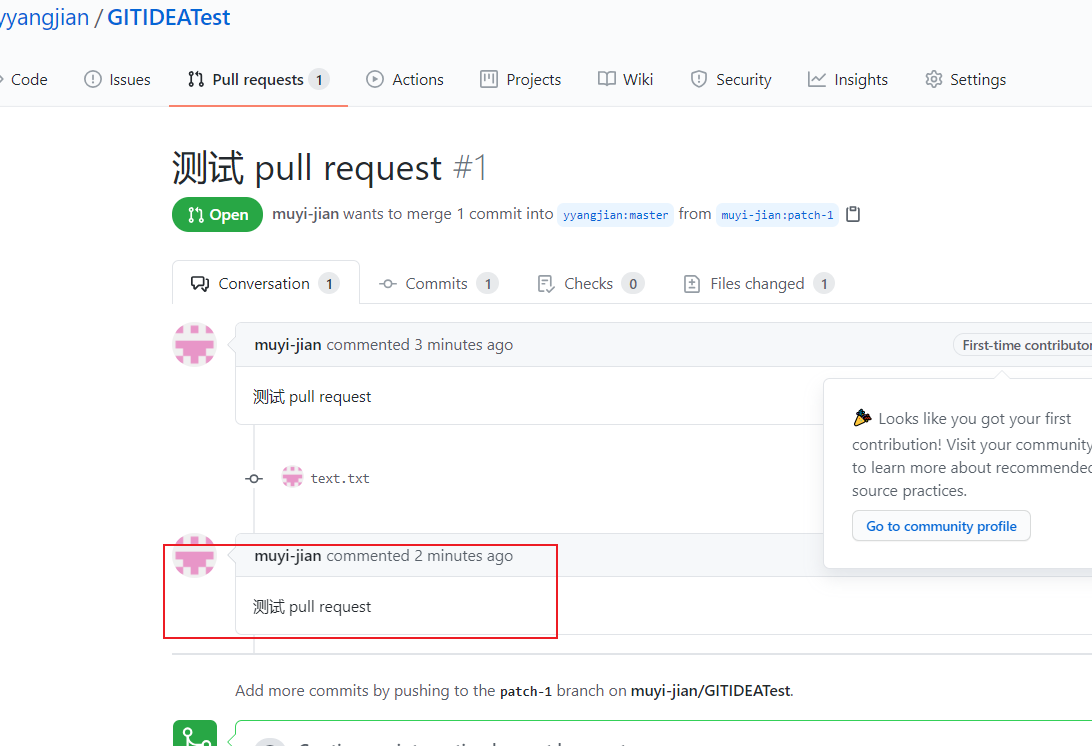 yyangjian / GITIDEATest
Code Issues Pull requests 1 Actions Projects Wiki Security Insights Settings
测试 pull request #1
Open muyi-jian wants to merge 1 commit into yyangjian:master from muyi-jian:patch-1
Conversation 1 Commits 1 Checks 0 Files changed 1
muyi-jian commented 3 minutes ago First-time contributor
测试 pull request
Looks like you got your first
contribution! Visit your community
to learn more about recommended
source practices.
Go to community profile
text.txt
muyi-jian commented 2 minutes ago
测试 pull request
Add more commits by pushing to the patch-1 branch on muyi-jian/GITIDEATest.